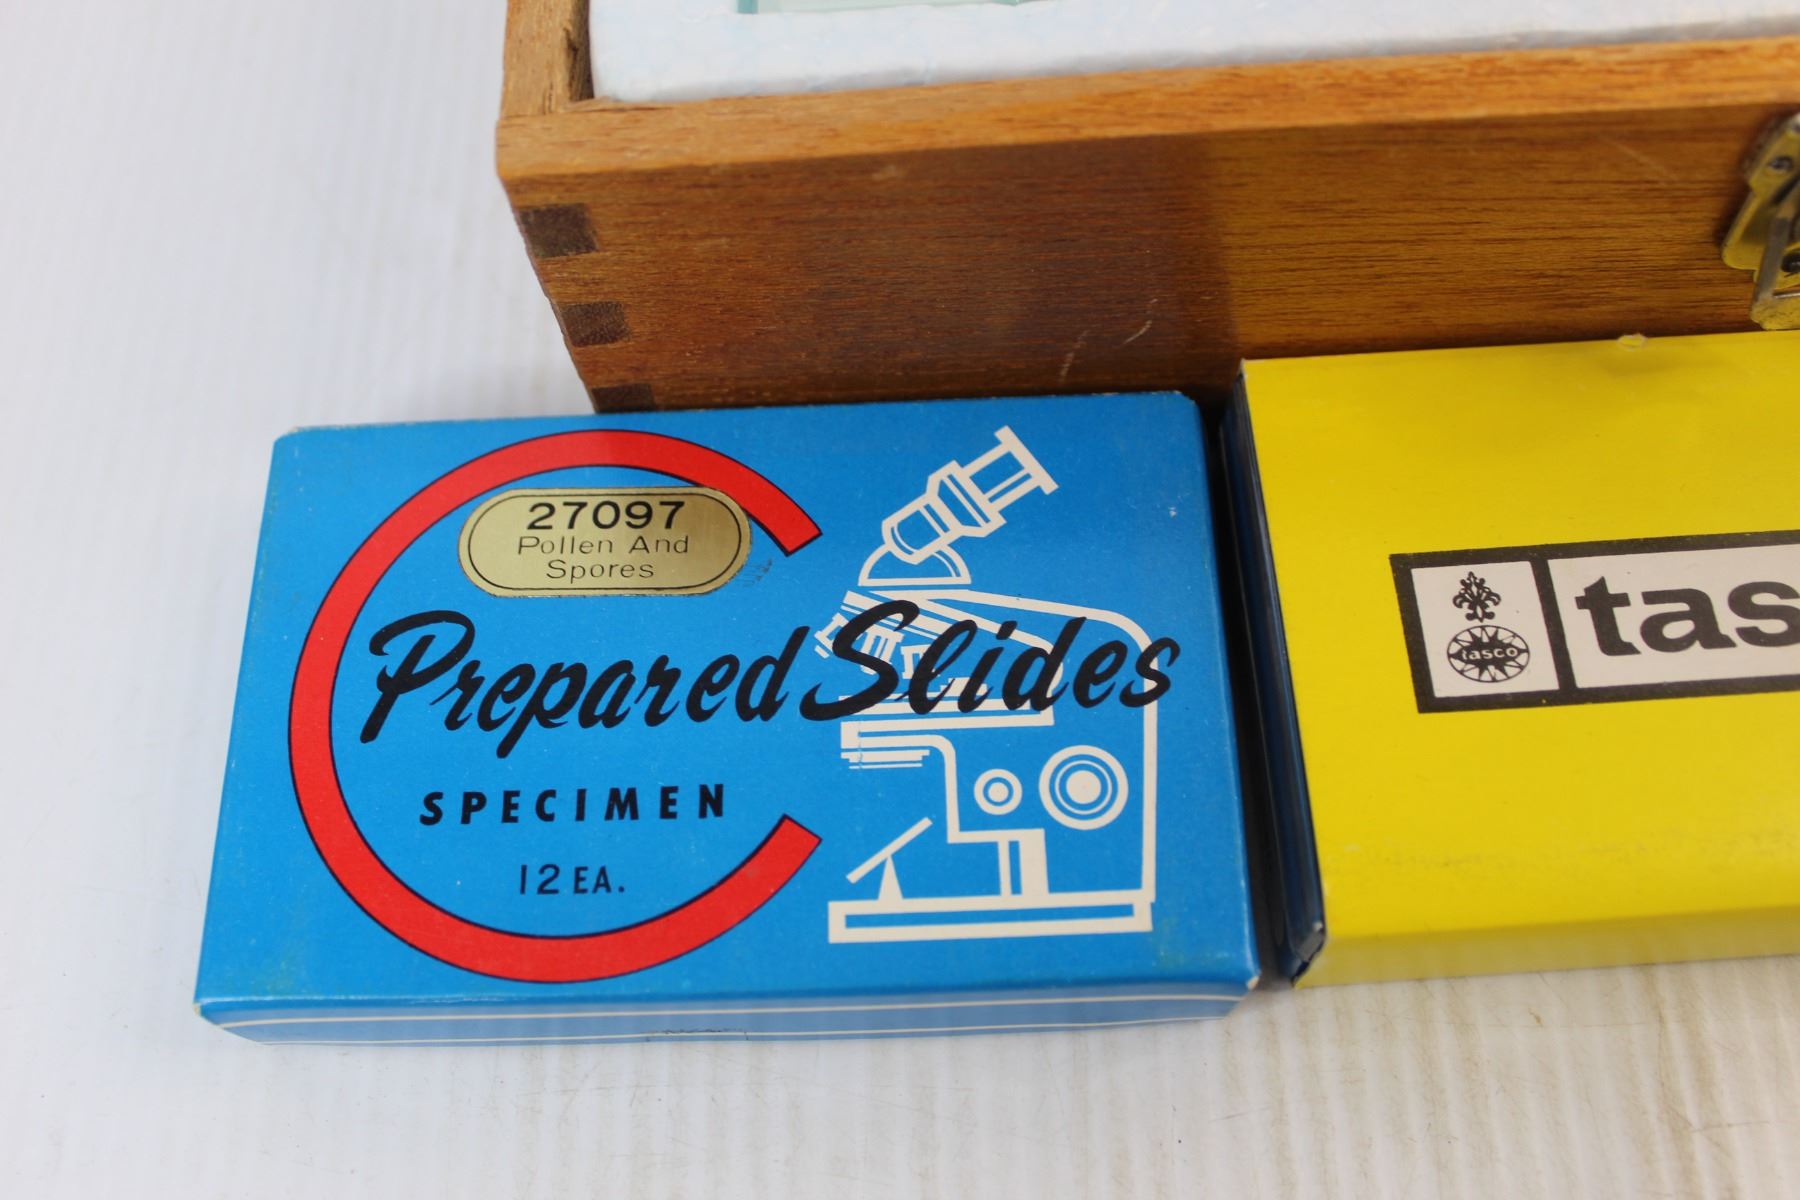 27097
Pollen And
Spores
Prepared Slides
SPECIMEN
12 EA.
tasco
tas